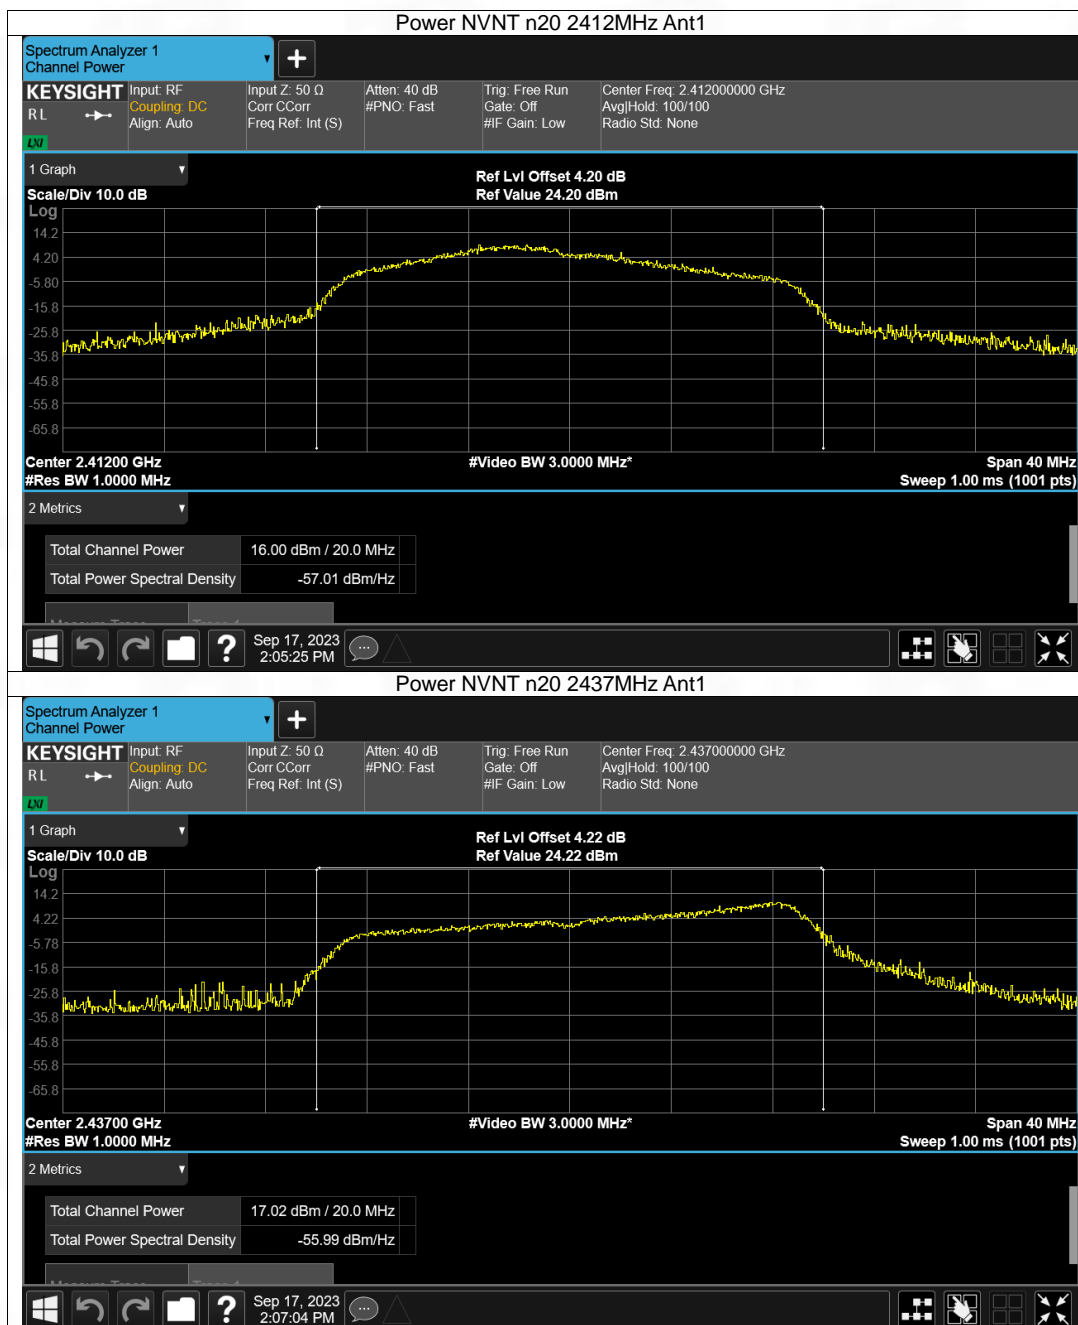 Power NVNT n20 2412MHz Ant1
Spectrum Analyzer 1
Channel Power
KEYSIGHT
RL
LXI
Input: RF
Coupling: DC
Align: Auto
Input Z: 50 Ω
Corr CCorr
Freq Ref: Int (S)
Atten: 40 dB
#PNO: Fast
Trig: Free Run
Gate: Off
#IF Gain: Low
Center Freq: 2.412000000 GHz
Avg|Hold: 100/100
Radio Std: None
1 Graph
Ref Lvl Offset 4.20 dB
Scale/Div 10.0 dB
Ref Value 24.20 dBm
Log
14.2
4.20
-5.80
-15.8
-25.8
-35.8
-45.8
-55.8
-65.8
Center 2.41200 GHz
#Video BW 3.0000 MHz*
Span 40 MHz
#Res BW 1.0000 MHz
Sweep 1.00 ms (1001 pts)
2 Metrics
Total Channel Power 16.00 dBm / 20.0 MHz
Total Power Spectral Density -57.01 dBm/Hz
Sep 17, 2023
2:05:25 PM
Power NVNT n20 2437MHz Ant1
Spectrum Analyzer 1
Channel Power
KEYSIGHT
RL
LXI
Input: RF
Coupling: DC
Align: Auto
Input Z: 50 Ω
Corr CCorr
Freq Ref: Int (S)
Atten: 40 dB
#PNO: Fast
Trig: Free Run
Gate: Off
#IF Gain: Low
Center Freq: 2.437000000 GHz
Avg|Hold: 100/100
Radio Std: None
1 Graph
Ref Lvl Offset 4.22 dB
Scale/Div 10.0 dB
Ref Value 24.22 dBm
Log
14.2
4.22
-5.78
-15.8
-25.8
-35.8
-45.8
-55.8
-65.8
Center 2.43700 GHz
#Video BW 3.0000 MHz*
Span 40 MHz
#Res BW 1.0000 MHz
Sweep 1.00 ms (1001 pts)
2 Metrics
Total Channel Power 17.02 dBm / 20.0 MHz
Total Power Spectral Density -55.99 dBm/Hz
Sep 17, 2023
2:07:04 PM